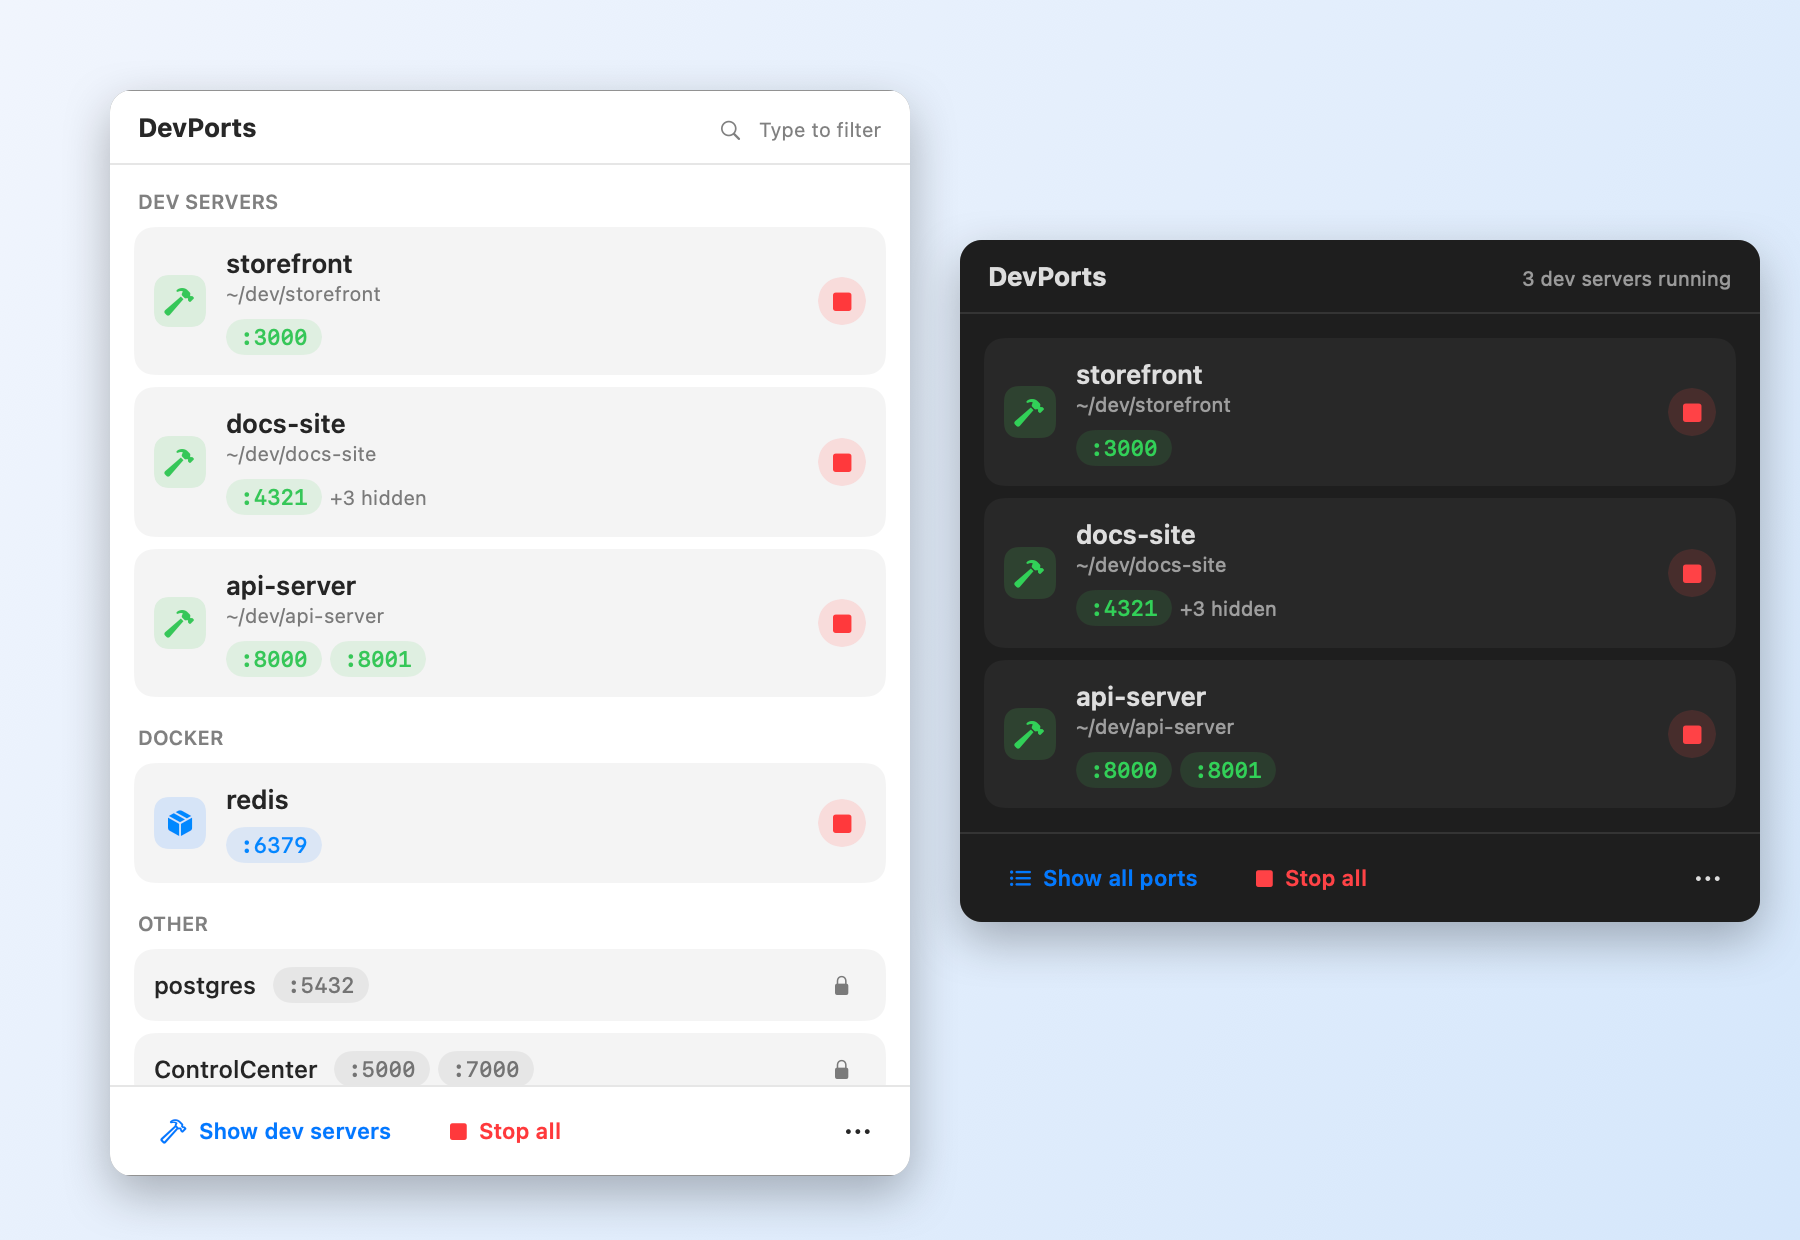 DevPorts
Type to filter
DEV SERVERS
storefront
~/dev/storefront
:3000
docs-site
~/dev/docs-site
:4321 +3 hidden
api-server
~/dev/api-server
:8000 :8001
DOCKER
redis
:6379
OTHER
postgres :5432
ControlCenter :5000 :7000
Show dev servers Stop all
DevPorts
3 dev servers running
storefront
~/dev/storefront
:3000
docs-site
~/dev/docs-site
:4321 +3 hidden
api-server
~/dev/api-server
:8000 :8001
Show all ports Stop all